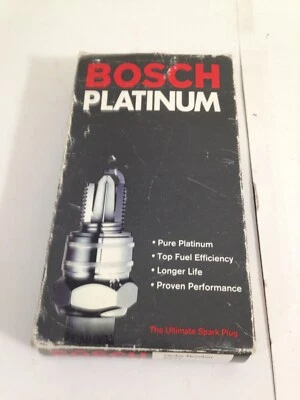 BOSCH
PLATINUM
• Pure Platinum
• Top Fuel Efficiency
• Longer Life
• Proven Performance
The Ultimate Spark Plug